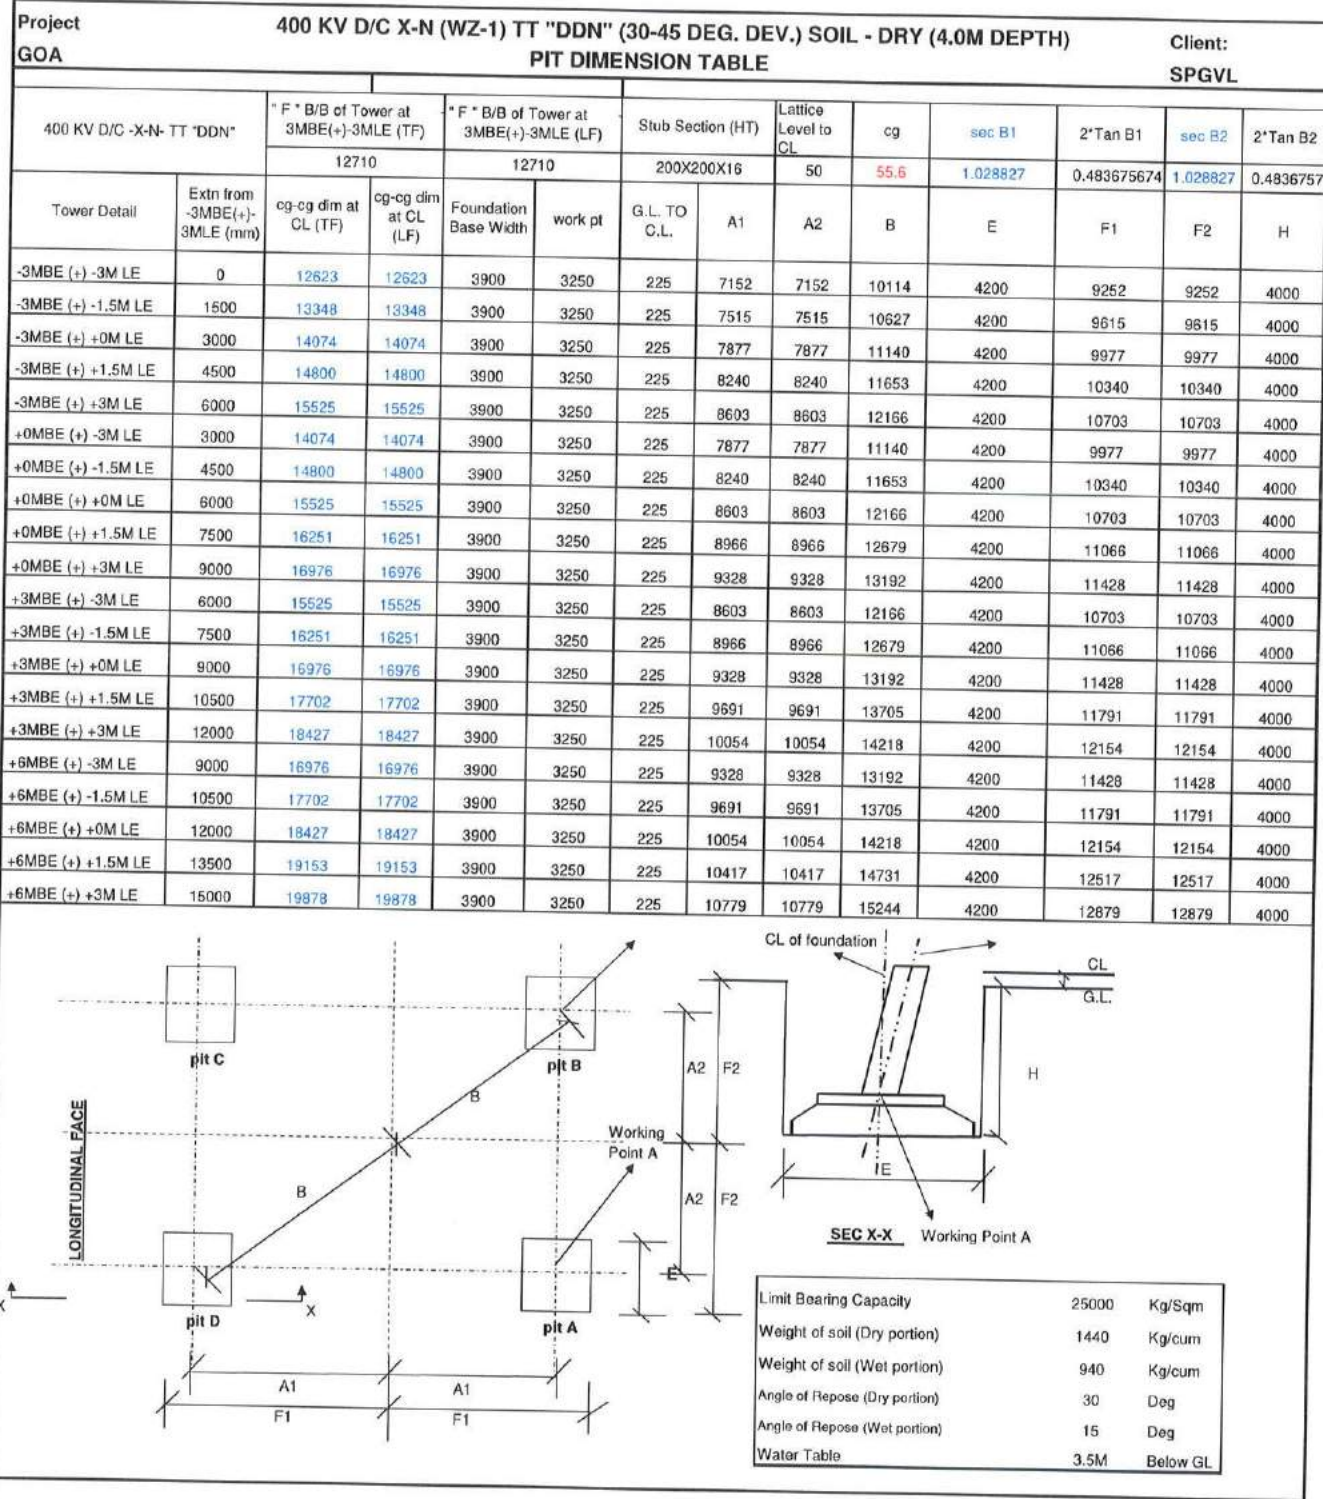 Project
400 KV D/C X-N (WZ-1) TT "DDN" (30-45 DEG. DEV.) SOIL - DRY (4.0M DEPTH)
Client:
GOA
PIT DIMENSION TABLE
SPGVL
400 KV D/C -X-N- TT "DDN" " F " B/B of Tower at 3MBE(+)-3MLE (TF) " F " B/B of Tower at 3MBE(+)-3MLE (LF) Stub Section (HT) Lattice Level to CL cg sec B1 2*Tan B1 sec B2 2*Tan B2
12710 12710 200X200X16 50 55.6 1.028827 0.483675674 1.028827 0.4836757
Tower Detail Extn from -3MBE(+)-3MLE (mm) cg-cg dim at CL (TF) cg-cg dim at CL (LF) Foundation Base Width work pt G.L. TO C.L. A1 A2 B E F1 F2 H
-3MBE (+) -3M LE 0 12623 12623 3900 3250 225 7152 7152 10114 4200 9252 9252 4000
-3MBE (+) -1.5M LE 1500 13348 13348 3900 3250 225 7515 7515 10627 4200 9615 9615 4000
-3MBE (+) +0M LE 3000 14074 14074 3900 3250 225 7877 7877 11140 4200 9977 9977 4000
-3MBE (+) +1.5M LE 4500 14800 14800 3900 3250 225 8240 8240 11653 4200 10340 10340 4000
-3MBE (+) +3M LE 6000 15525 15525 3900 3250 225 8603 8603 12166 4200 10703 10703 4000
+0MBE (+) -3M LE 3000 14074 14074 3900 3250 225 7877 7877 11140 4200 9977 9977 4000
+0MBE (+) -1.5M LE 4500 14800 14800 3900 3250 225 8240 8240 11653 4200 10340 10340 4000
+0MBE (+) +0M LE 6000 15525 15525 3900 3250 225 8603 8603 12166 4200 10703 10703 4000
+0MBE (+) +1.5M LE 7500 16251 16251 3900 3250 225 8966 8966 12679 4200 11066 11066 4000
+0MBE (+) +3M LE 9000 16976 16976 3900 3250 225 9328 9328 13192 4200 11428 11428 4000
+3MBE (+) -3M LE 6000 15525 15525 3900 3250 225 8603 8603 12166 4200 10703 10703 4000
+3MBE (+) -1.5M LE 7500 16251 16251 3900 3250 225 8966 8966 12679 4200 11066 11066 4000
+3MBE (+) +0M LE 9000 16976 16976 3900 3250 225 9328 9328 13192 4200 11428 11428 4000
+3MBE (+) +1.5M LE 10500 17702 17702 3900 3250 225 9691 9691 13705 4200 11791 11791 4000
+3MBE (+) +3M LE 12000 18427 18427 3900 3250 225 10054 10054 14218 4200 12154 12154 4000
+6MBE (+) -3M LE 9000 16976 16976 3900 3250 225 9328 9328 13192 4200 11428 11428 4000
+6MBE (+) -1.5M LE 10500 17702 17702 3900 3250 225 9691 9691 13705 4200 11791 11791 4000
+6MBE (+) +0M LE 12000 18427 18427 3900 3250 225 10054 10054 14218 4200 12154 12154 4000
+6MBE (+) +1.5M LE 13500 19153 19153 3900 3250 225 10417 10417 14731 4200 12517 12517 4000
+6MBE (+) +3M LE 15000 19878 19878 3900 3250 225 10779 10779 15244 4200 12879 12879 4000
CL of foundation
CL
G.L.
pit C
pit B
A2 F2
H
B
LONGITUDINAL FACE
Working
Point A
B
A2 F2
E
SEC X-X Working Point A
E
X
X
pit D
pit A
A1 A1
F1 F1
Limit Bearing Capacity 25000 Kg/Sqm
Weight of soil (Dry portion) 1440 Kg/cum
Weight of soil (Wet portion) 940 Kg/cum
Angle of Repose (Dry portion) 30 Deg
Angle of Repose (Wet portion) 15 Deg
Water Table 3.5M Below GL